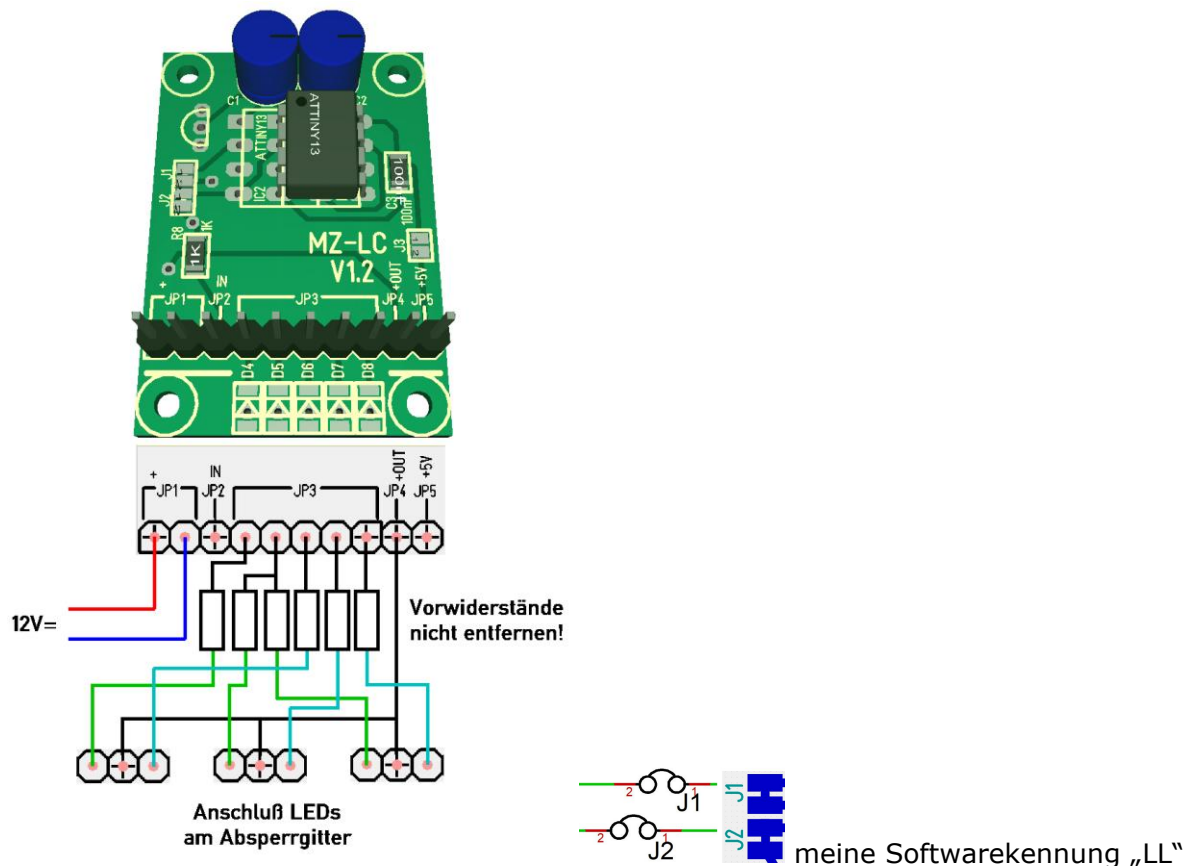 C1
C2
ATTINY13
ATTINY13
IC2
J1
J2
100nF
C3
100nF
R8
1K
1K
MZ-LC
V1.2
J3
1
2
+
IN
+OUT
+5V
JP1
JP2
JP3
JP4
JP5
D4
D5
D6
D7
D8
+
IN
+OUT
+5V
JP1
JP2
JP3
JP4
JP5
12V=
Vorwiderstände
nicht entfernen!
Anschluß LEDs
am Absperrgitter
2
1
J1
J1
2
1
J2
J2
meine Softwarekennung „LL“